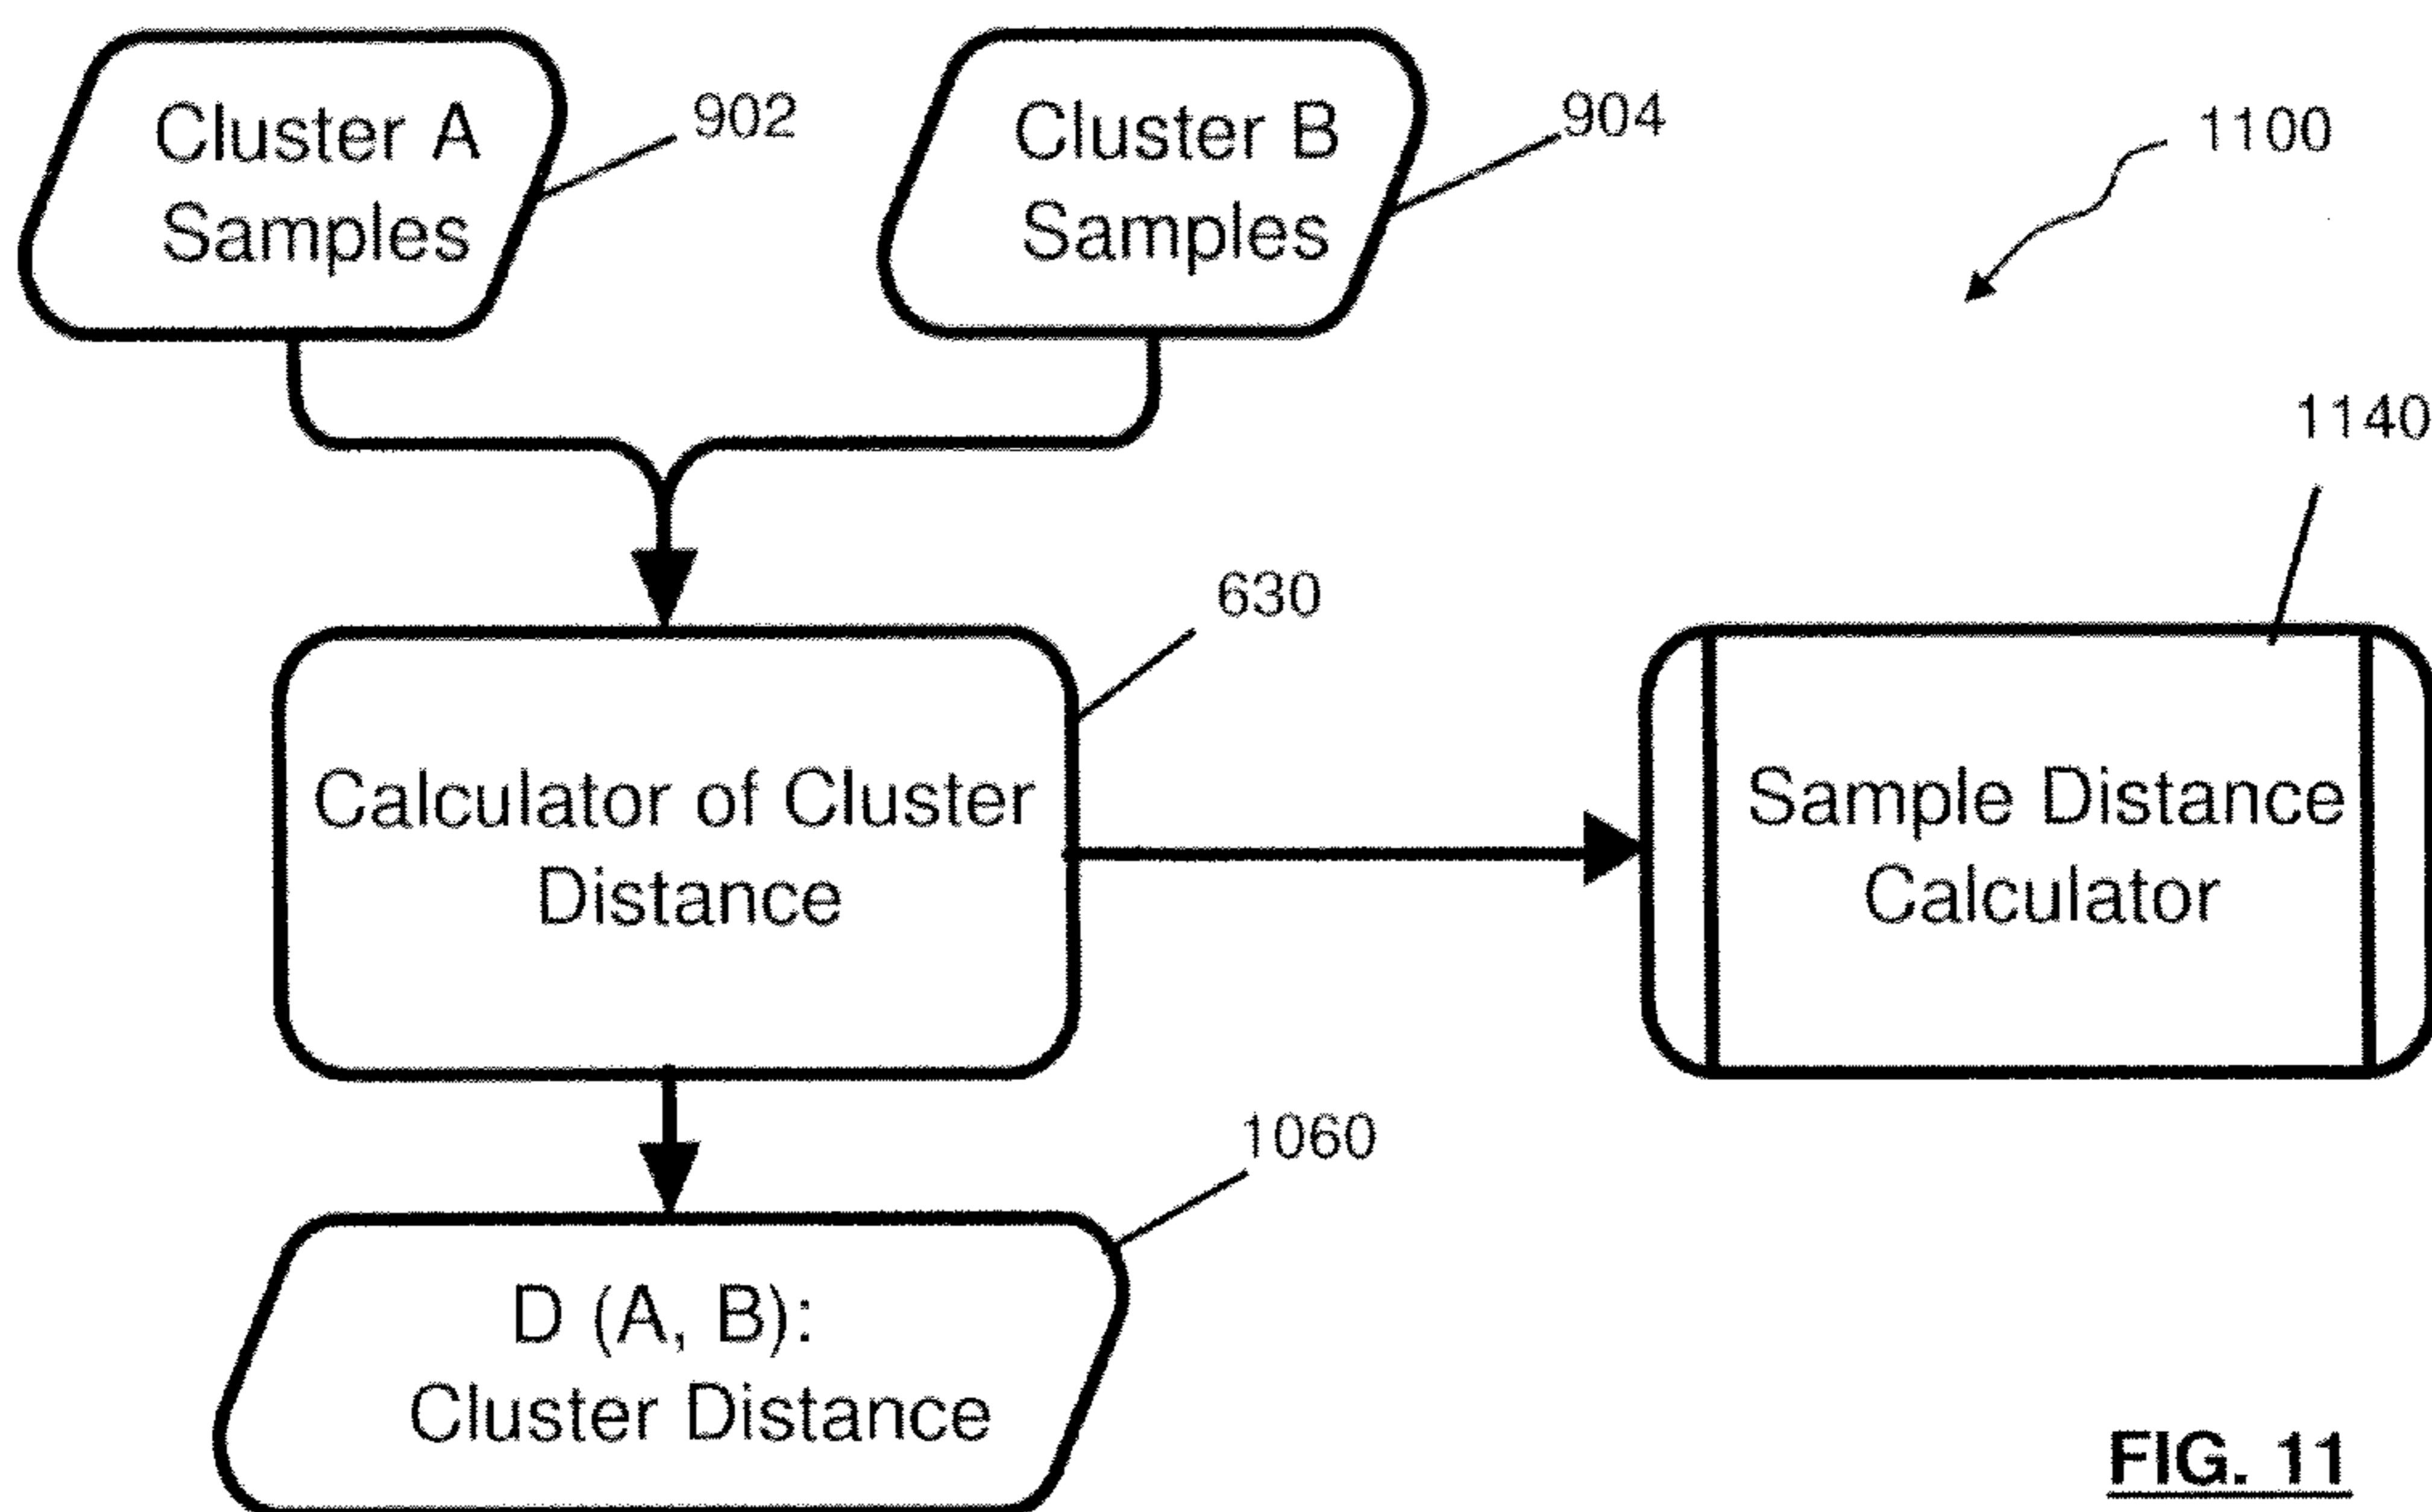 Cluster A
Samples
902
Cluster B
Samples
904
1100
1140
630
Calculator of Cluster
Distance
Sample Distance
Calculator
1060
D (A, B):
Cluster Distance
FIG. 11